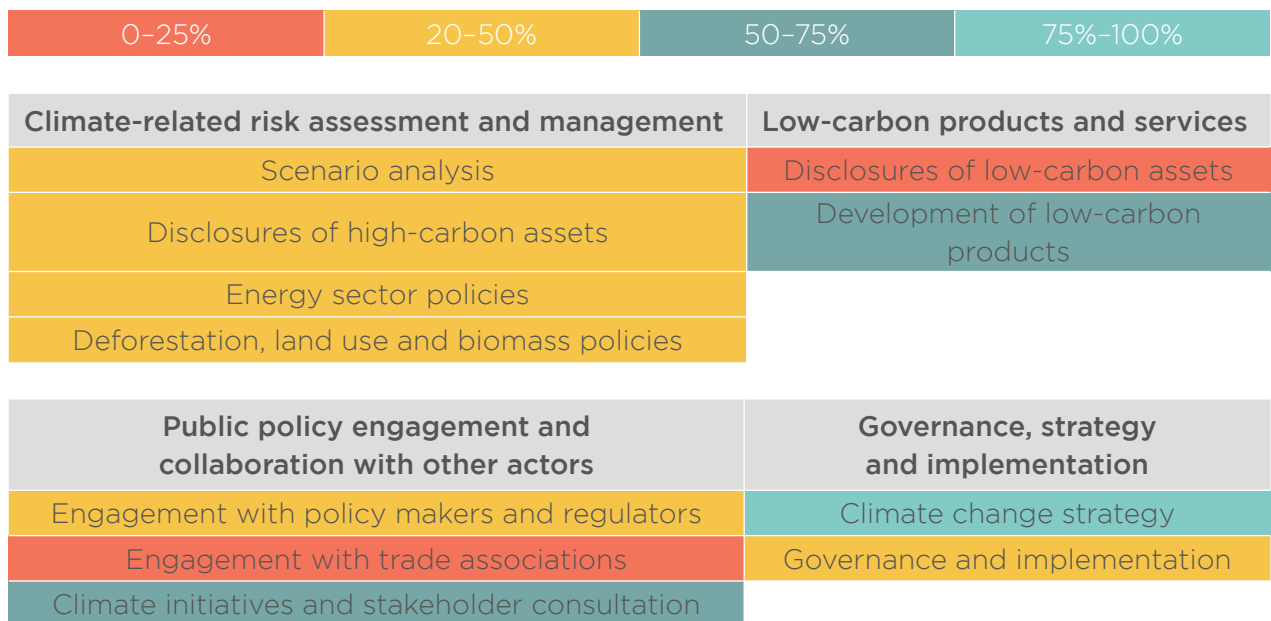 0–25% 20–50% 50–75% 75%–100%
Climate-related risk assessment and management Low-carbon products and services
Scenario analysis Disclosures of low-carbon assets
Disclosures of high-carbon assets Development of low-carbon
products
Energy sector policies
Deforestation, land use and biomass policies
Public policy engagement and
collaboration with other actors
Governance, strategy
and implementation
Engagement with policy makers and regulators Climate change strategy
Engagement with trade associations Governance and implementation
Climate initiatives and stakeholder consultation